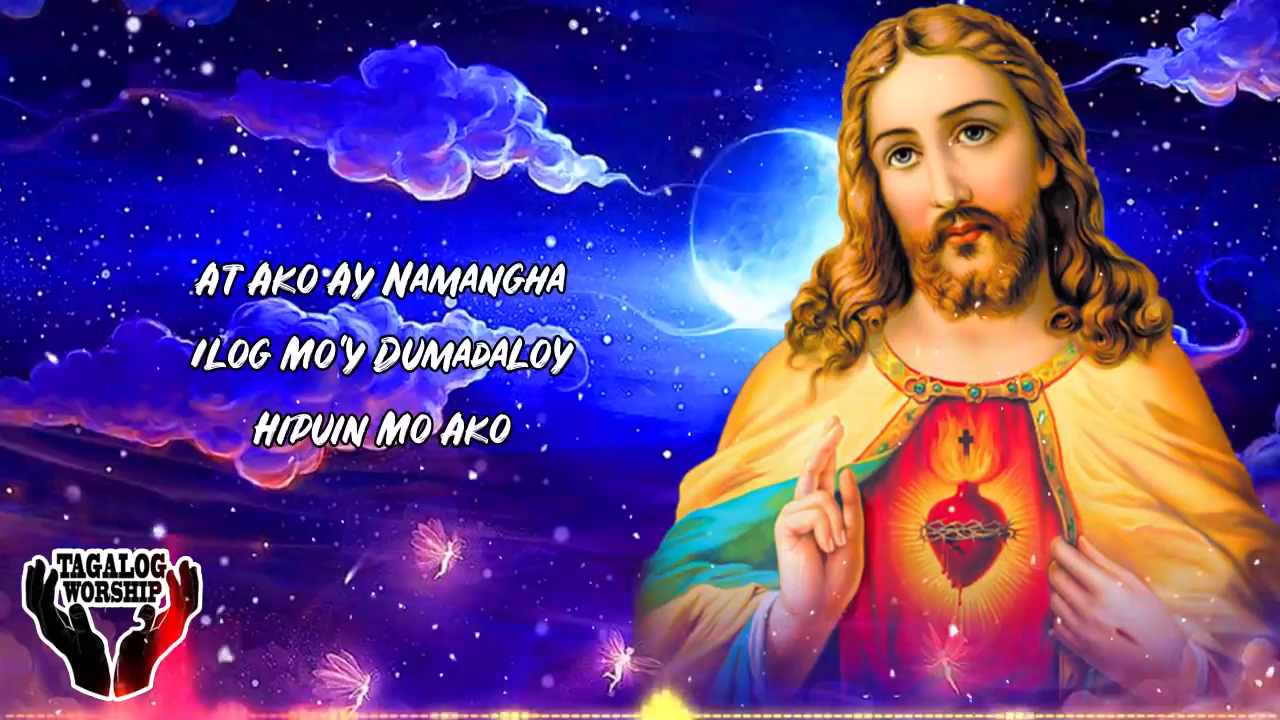 At Ako Ay Namangha
Ilog Mo'y Dumadaloy
Hipuin Mo Ako
TAGALOG
WORSHIP